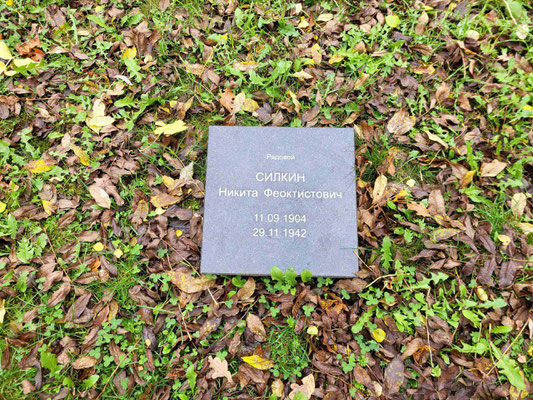 Рядовой
СИЛКИН
Никита Феоктистович
11.09.1904
29.11.1942